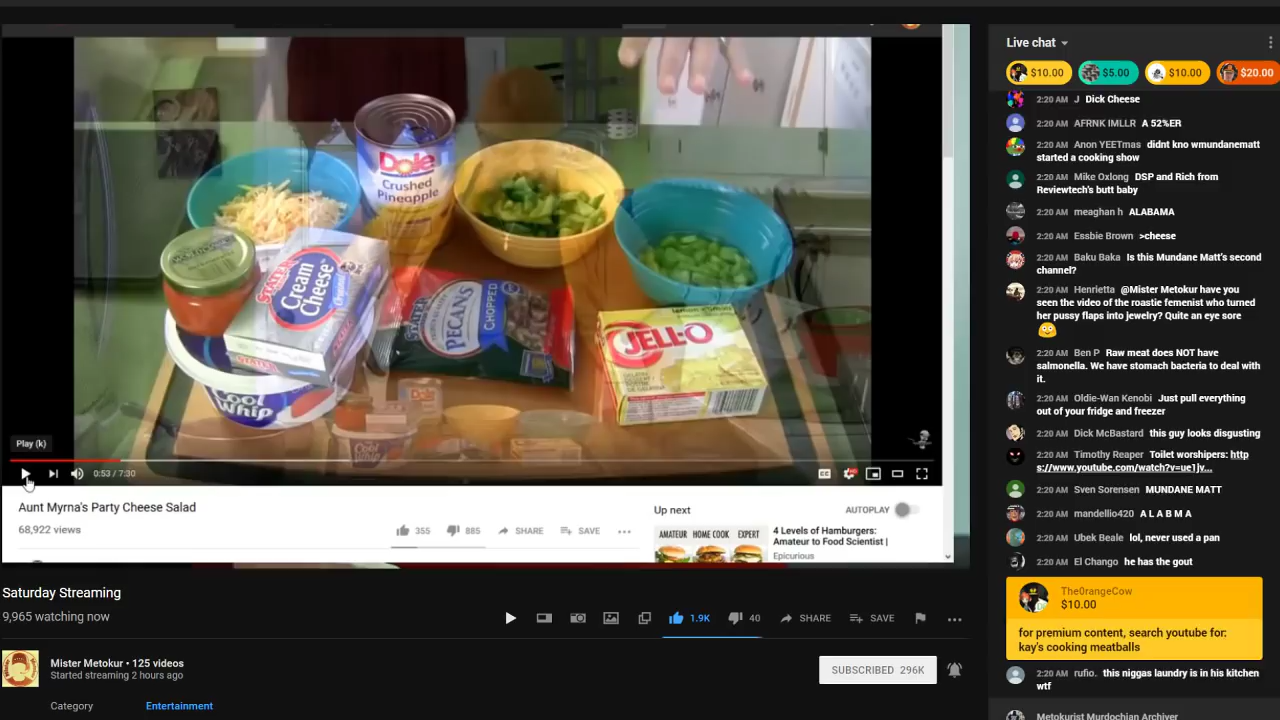 Live chat
$10.00 $5.00 $10.00 $20.00
2:20 AM J Dick Cheese
2:20 AM AFRNK IMLLR A 52%ER
2:20 AM Anon YEETmas didnt kno wmundanematt
started a cooking show
2:20 AM Mike Oxlong DSP and Rich from
Reviewtech's butt baby
2:20 AM meaghan h ALABAMA
2:20 AM Essbie Brown >cheese
2:20 AM Baku Baka Is this Mundane Matt's second
channel?
2:20 AM Henrietta @Mister Metokur have you
seen the video of the roastie femenist who turned
her pussy flaps into jewelry? Quite an eye sore
2:20 AM Ben P Raw meat does NOT have
salmonella. We have stomach bacteria to deal with
it.
2:20 AM Oldie-Wan Kenobi Just pull everything
out of your fridge and freezer
2:20 AM Dick McBastard this guy looks disgusting
2:20 AM Timothy Reaper Toilet worshipers: http
s://www.youtube.com/watch?v=ue1jy...
2:20 AM Sven Sorensen MUNDANE MATT
2:20 AM mandellio420 A L A B M A
2:20 AM Ubek Beale lol, never used a pan
2:20 AM El Chango he has the gout
The0rangeCow
$10.00
for premium content, search youtube for:
kay's cooking meatballs
2:20 AM rufio. this niggas laundry is in his kitchen
wtf
Metokurist Murdochian Archiver
Dole
Crushed
Pineapple
Cream
Cheese
Original
PECANS
CHOPPED
JELL-O
Cool
Whip
Dole
Play (k)
0:53 / 7:30
CC
HD
Aunt Myrna's Party Cheese Salad
68,922 views
355 885 SHARE SAVE
Up next
AUTOPLAY
AMATEUR HOME COOK EXPERT
4 Levels of Hamburgers:
Amateur to Food Scientist |
Epicurious
Saturday Streaming
9,965 watching now
1.9K 40 SHARE SAVE
Mister Metokur • 125 videos
Started streaming 2 hours ago
SUBSCRIBED 296K
Category Entertainment